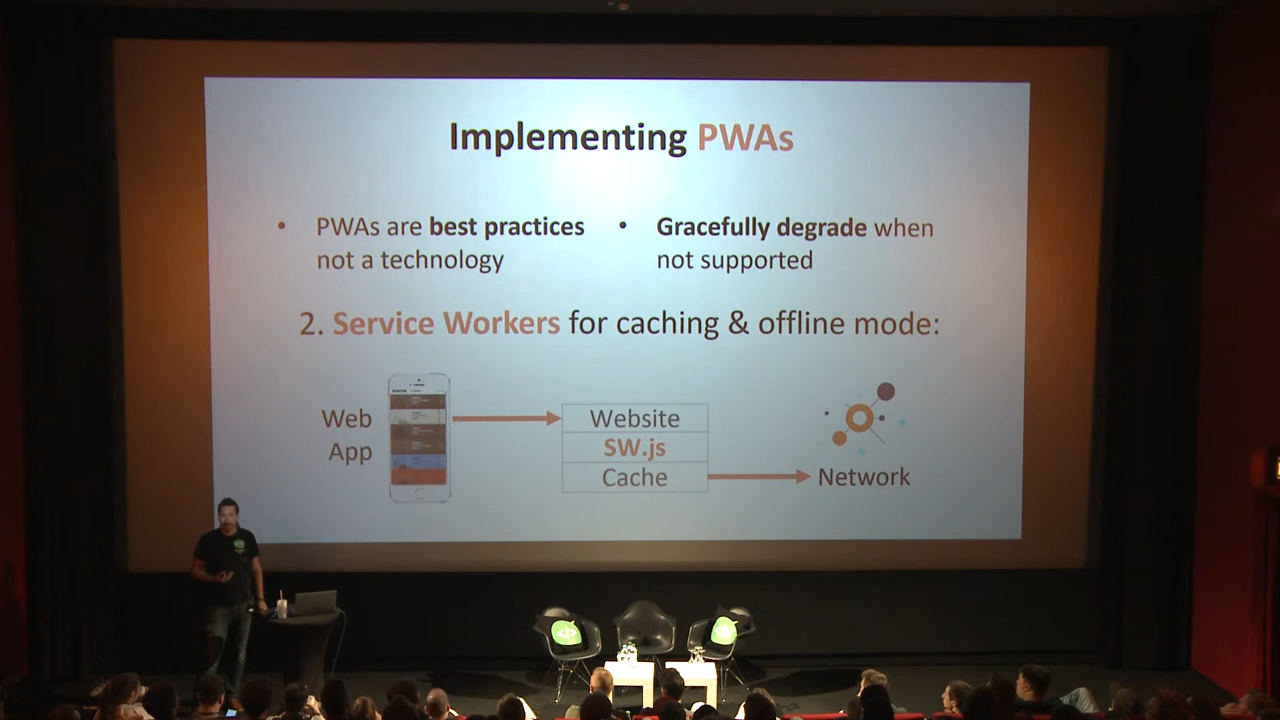 Implementing PWAs
• PWAs are best practices
not a technology
• Gracefully degrade when
not supported
2. Service Workers for caching & offline mode:
Web
App
Website
SW.js
Cache
Network